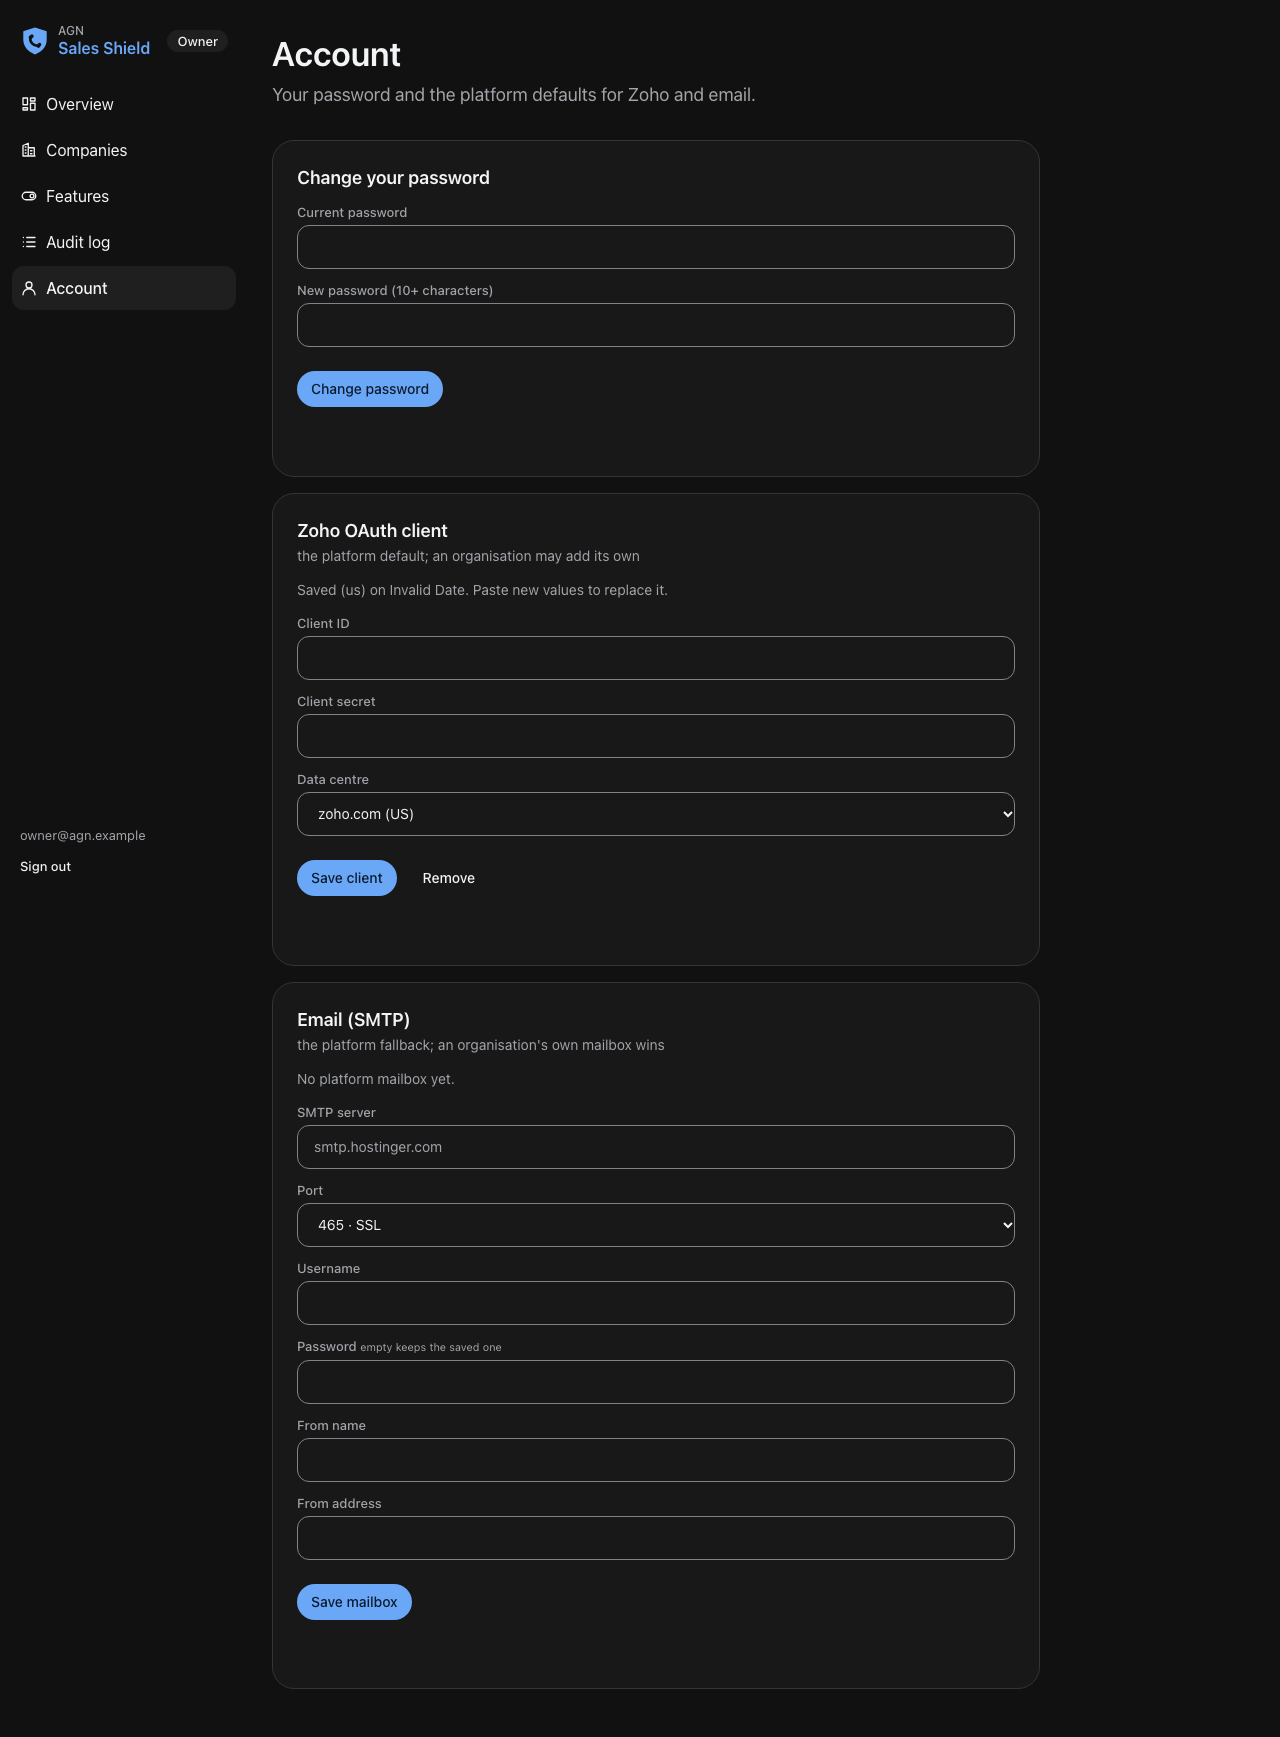 AGN
Sales Shield
Owner
Overview
Companies
Features
Audit log
Account
owner@agn.example
Sign out
Account
Your password and the platform defaults for Zoho and email.
Change your password
Current password
New password (10+ characters)
Change password
Zoho OAuth client
the platform default; an organisation may add its own
Saved (us) on Invalid Date. Paste new values to replace it.
Client ID
Client secret
Data centre
zoho.com (US)
Save client
Remove
Email (SMTP)
the platform fallback; an organisation's own mailbox wins
No platform mailbox yet.
SMTP server
smtp.hostinger.com
Port
465 · SSL
Username
Password empty keeps the saved one
From name
From address
Save mailbox